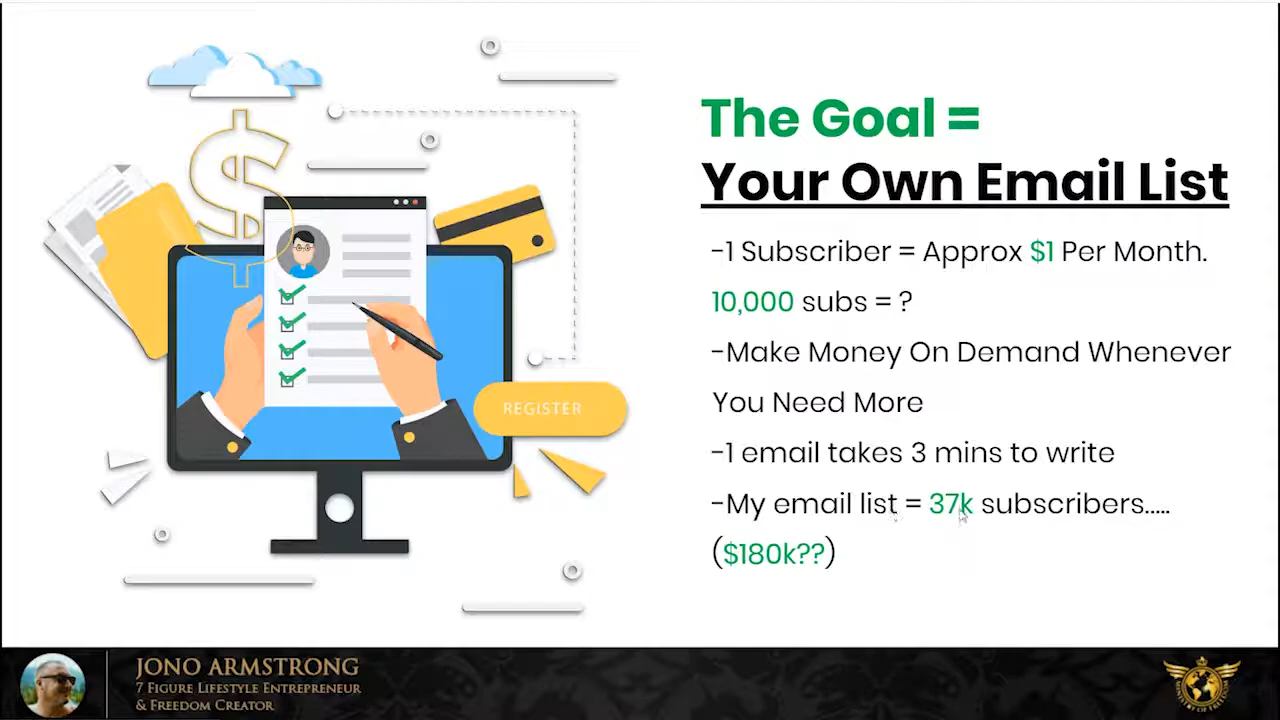 The Goal =
Your Own Email List
-1 Subscriber = Approx $1 Per Month.
10,000 subs = ?
-Make Money On Demand Whenever
You Need More
-1 email takes 3 mins to write
-My email list = 37k subscribers.....
($180k??)
REGISTER
JONO ARMSTRONG
7 FIGURE LIFESTYLE ENTREPRENEUR
& FREEDOM CREATOR